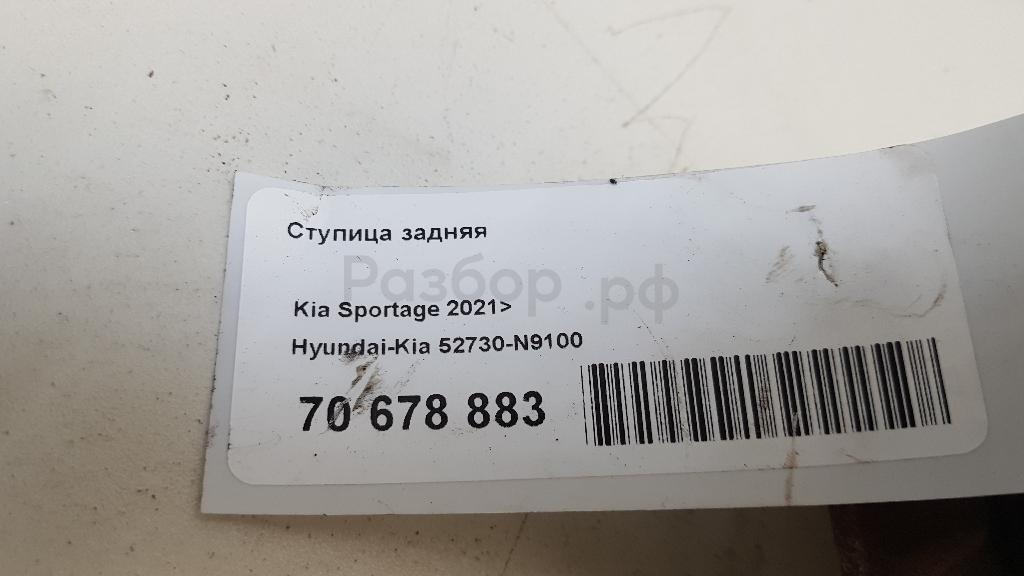 Ступица задняя
Разбор.рф
Kia Sportage 2021>
Hyundai-Kia 52730-N9100
70 678 883